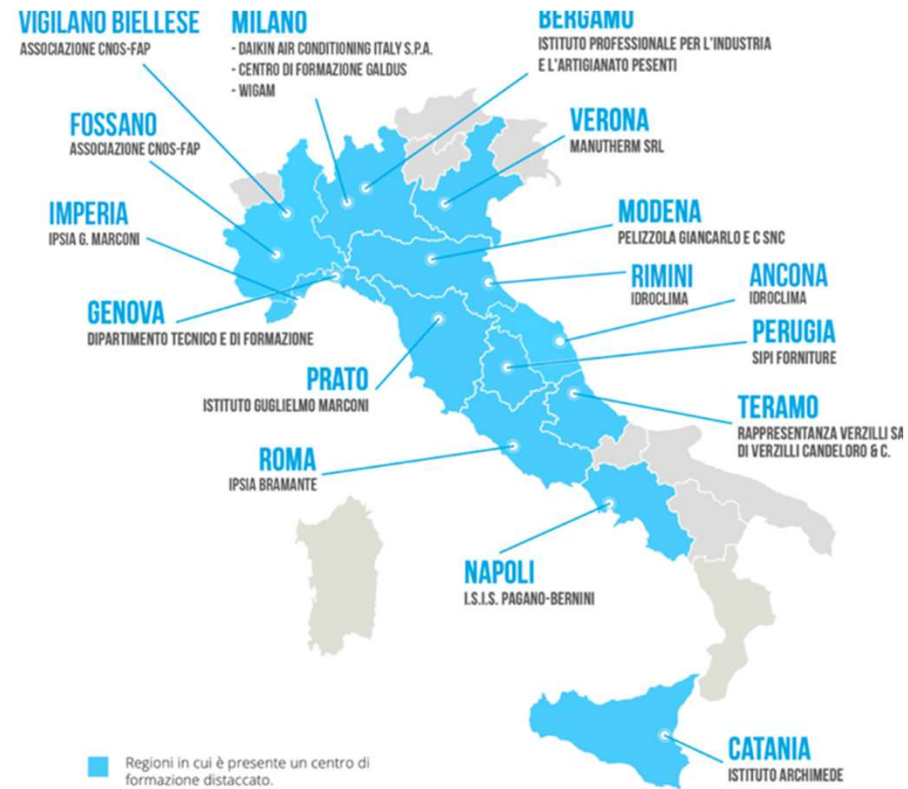 VIGILANO BIELLESE
ASSOCIAZIONE CNOS-FAP
MILANO
- DAIKIN AIR CONDITIONING ITALY S.P.A.
- CENTRO DI FORMAZIONE GALDUS
- WIGAM
BERGAMO
ISTITUTO PROFESSIONALE PER L'INDUSTRIA
E L'ARTIGIANATO PESENTI
FOSSANO
ASSOCIAZIONE CNOS-FAP
VERONA
MANUTHERM SRL
IMPERIA
IPSIA G. MARCONI
MODENA
PELIZZOLA GIANCARLO E C SNC
RIMINI
IDROCLIMA
ANCONA
IDROCLIMA
GENOVA
DIPARTIMENTO TECNICO E DI FORMAZIONE
PERUGIA
SIPI FORNITURE
PRATO
ISTITUTO GUGLIELMO MARCONI
TERAMO
RAPPRESENTANZA VERZILLI SA
DI VERZILLI CANDELORO & C.
ROMA
IPSIA BRAMANTE
NAPOLI
I.S.I.S. PAGANO-BERNINI
CATANIA
ISTITUTO ARCHIMEDE
Regioni in cui è presente un centro di
formazione distaccato.